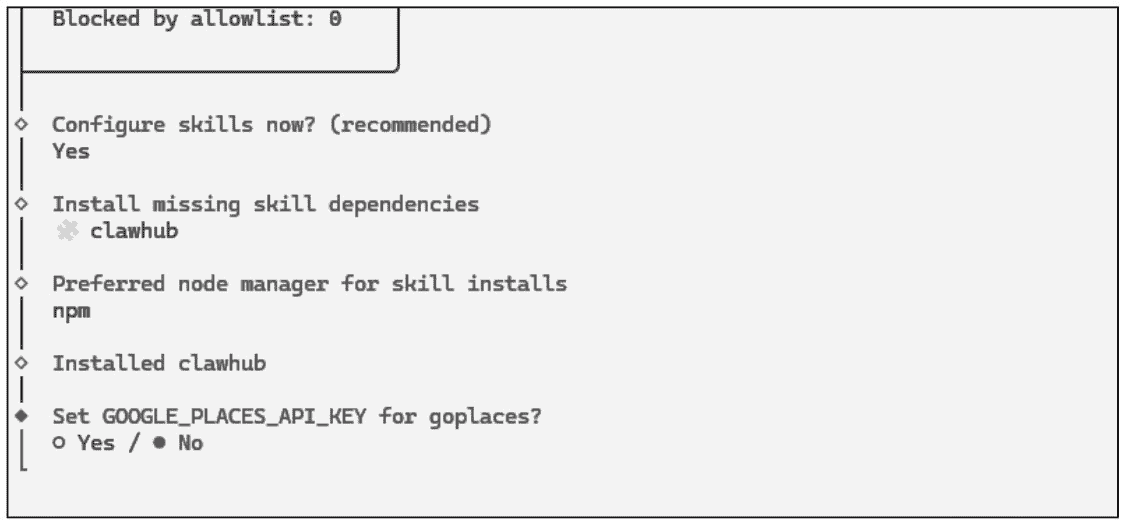 Blocked by allowlist: 0
Configure skills now? (recommended)
Yes
Install missing skill dependencies
🧩 clawhub
Preferred node manager for skill installs
npm
Installed clawhub
Set GOOGLE_PLACES_API_KEY for goplaces?
○ Yes / ● No